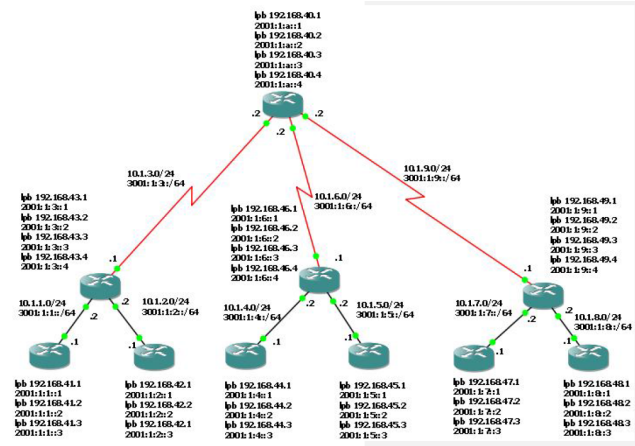 lpb 192.168.40.1
2001:1:a::1
lpb 192.168.40.2
2001:1:a::2
lpb 192.168.40.3
2001:1:a::3
lpb 192.168.40.4
2001:1:a::4
.2
.2
.2
10.1.3.0/24
3001:1:3::/64
10.1.6.0/24
3001:1:6::/64
10.1.9.0/24
3001:1:9::/64
lpb 192.168.43.1
2001:1:3::1
lpb 192.168.43.2
2001:1:3::2
lpb 192.168.43.3
2001:1:3::3
lpb 192.168.43.4
2001:1:3::4
.1
lpb 192.168.46.1
2001:1:6::1
lpb 192.168.46.2
2001:1:6::2
lpb 192.168.46.3
2001:1:6::3
lpb 192.168.46.4
2001:1:6::4
.1
lpb 192.168.49.1
2001:1:9::1
lpb 192.168.49.2
2001:1:9::2
lpb 192.168.49.3
2001:1:9::3
lpb 192.168.49.4
2001:1:9::4
.1
10.1.1.0/24
3001:1:1::/64
.2
.2
10.1.2.0/24
3001:1:2::/64
.1
.1
10.1.4.0/24
3001:1:4::/64
.2
.2
10.1.5.0/24
3001:1:5::/64
.1
.1
10.1.7.0/24
3001:1:7::/64
.2
.2
10.1.8.0/24
3001:1:8::/64
.1
.1
lpb 192.168.41.1
2001:1:1::1
lpb 192.168.41.2
2001:1:1::2
lpb 192.168.41.3
2001:1:1::3
lpb 192.168.42.1
2001:1:2::1
lpb 192.168.42.2
2001:1:2::2
lpb 192.168.42.1
2001:1:2::3
lpb 192.168.44.1
2001:1:4::1
lpb 192.168.44.2
2001:1:4::2
lpb 192.168.44.3
2001:1:4::3
lpb 192.168.45.1
2001:1:5::1
lpb 192.168.45.2
2001:1:5::2
lpb 192.168.45.3
2001:1:5::3
lpb 192.168.47.1
2001:1:7::1
lpb 192.168.47.2
2001:1:7::2
lpb 192.168.47.3
2001:1:7::3
lpb 192.168.48.1
2001:1:8::1
lpb 192.168.48.2
2001:1:8::2
lpb 192.168.48.3
2001:1:8::3